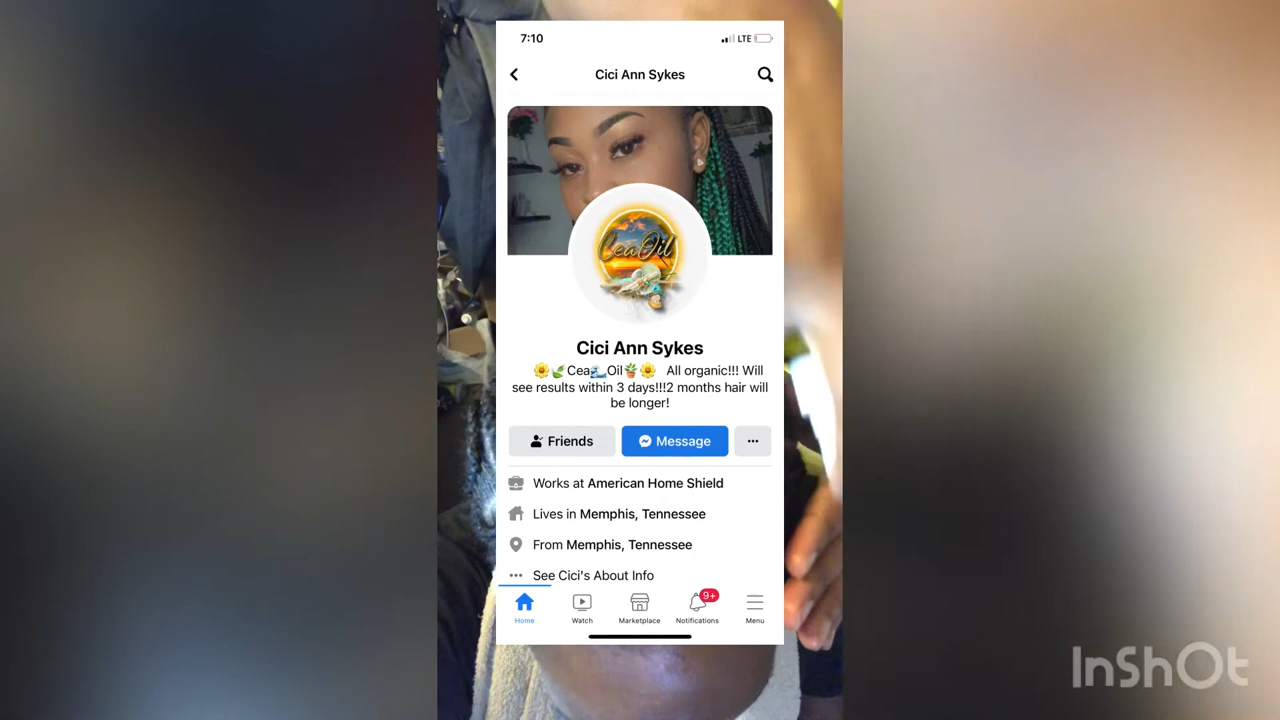 7:10
LTE
Cici Ann Sykes
CeaOil
Cici Ann Sykes
🌼🌿Cea🌊Oil🪴🌼 All organic!!! Will
see results within 3 days!!!2 months hair will
be longer!
Friends
Message
Works at American Home Shield
Lives in Memphis, Tennessee
From Memphis, Tennessee
See Cici's About Info
9+
Home
Watch
Marketplace
Notifications
Menu
InShOt